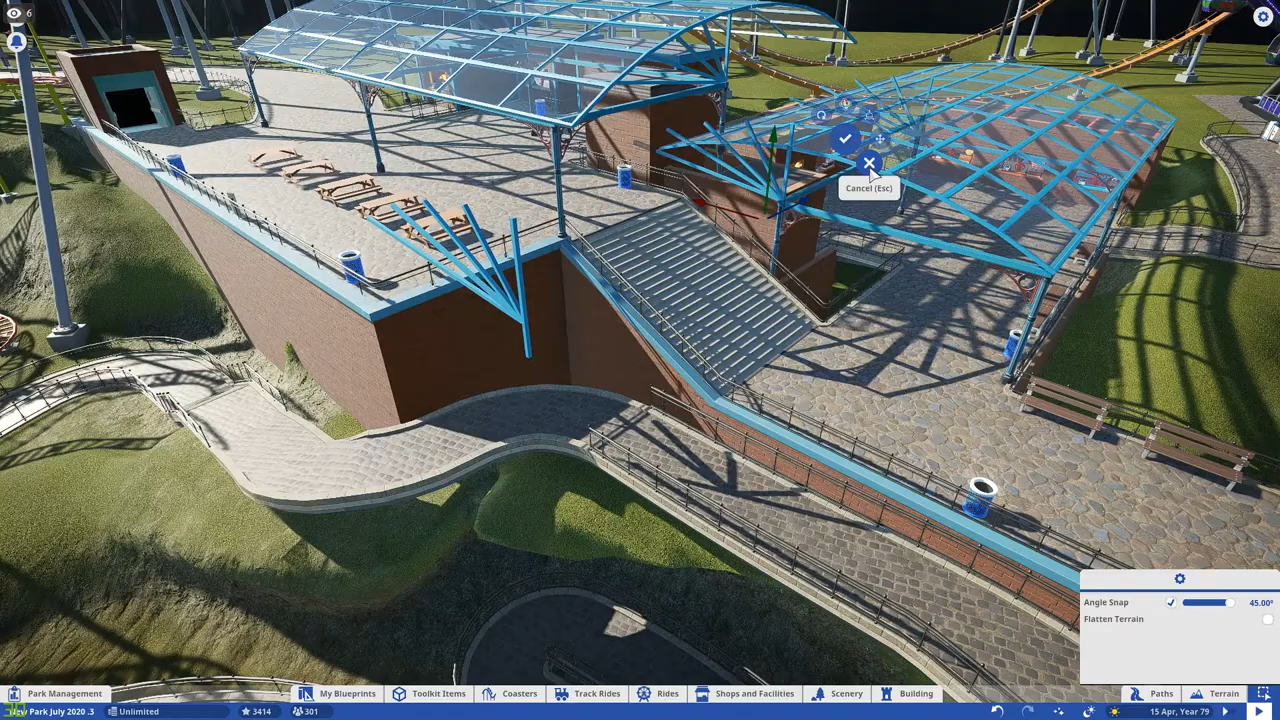 6
Cancel (Esc)
Angle Snap 45.00°
Flatten Terrain
Park Management My Blueprints Toolkit Items Coasters Track Rides Rides Shops and Facilities Scenery Building Paths Terrain
New Park July 2020 .3 Unlimited 3414 301 15 Apr, Year 79